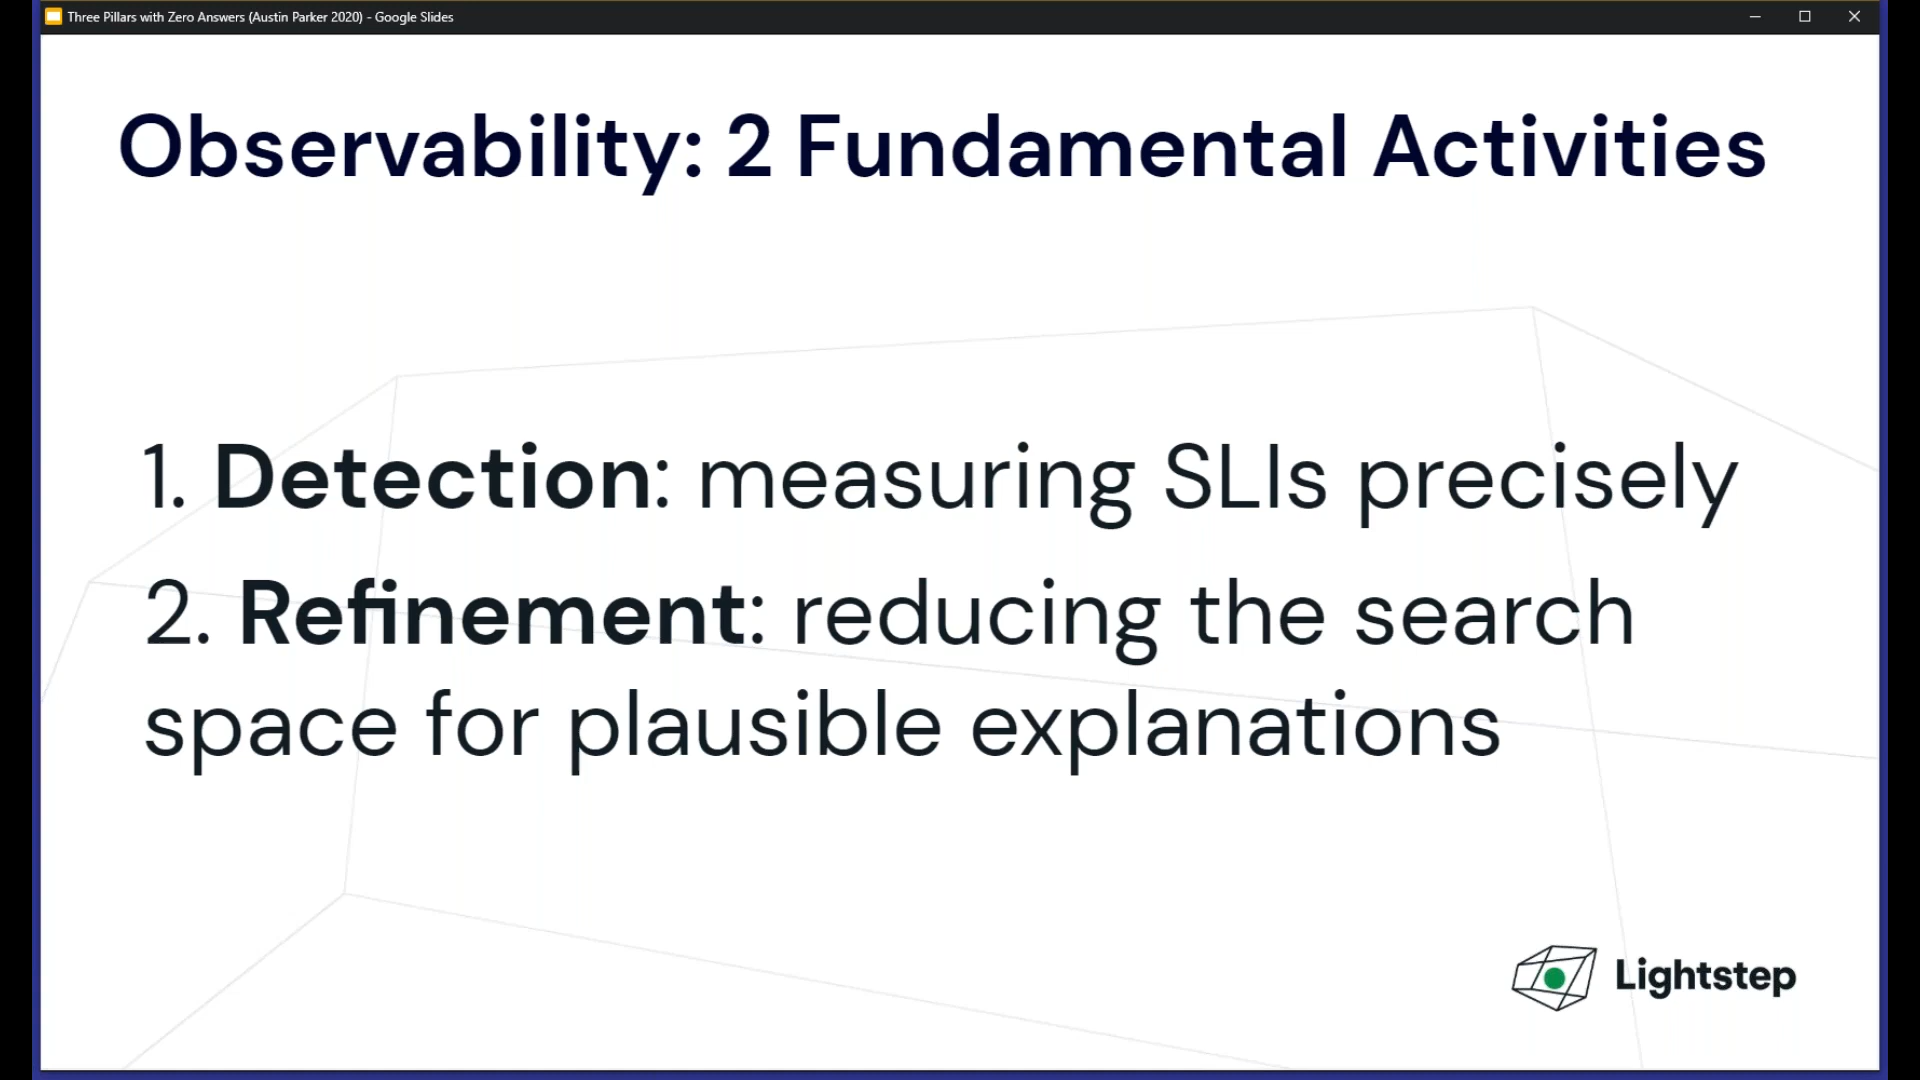 Three Pillars with Zero Answers (Austin Parker 2020) - Google Slides
Observability: 2 Fundamental Activities
1. Detection: measuring SLIs precisely
2. Refinement: reducing the search
space for plausible explanations
Lightstep